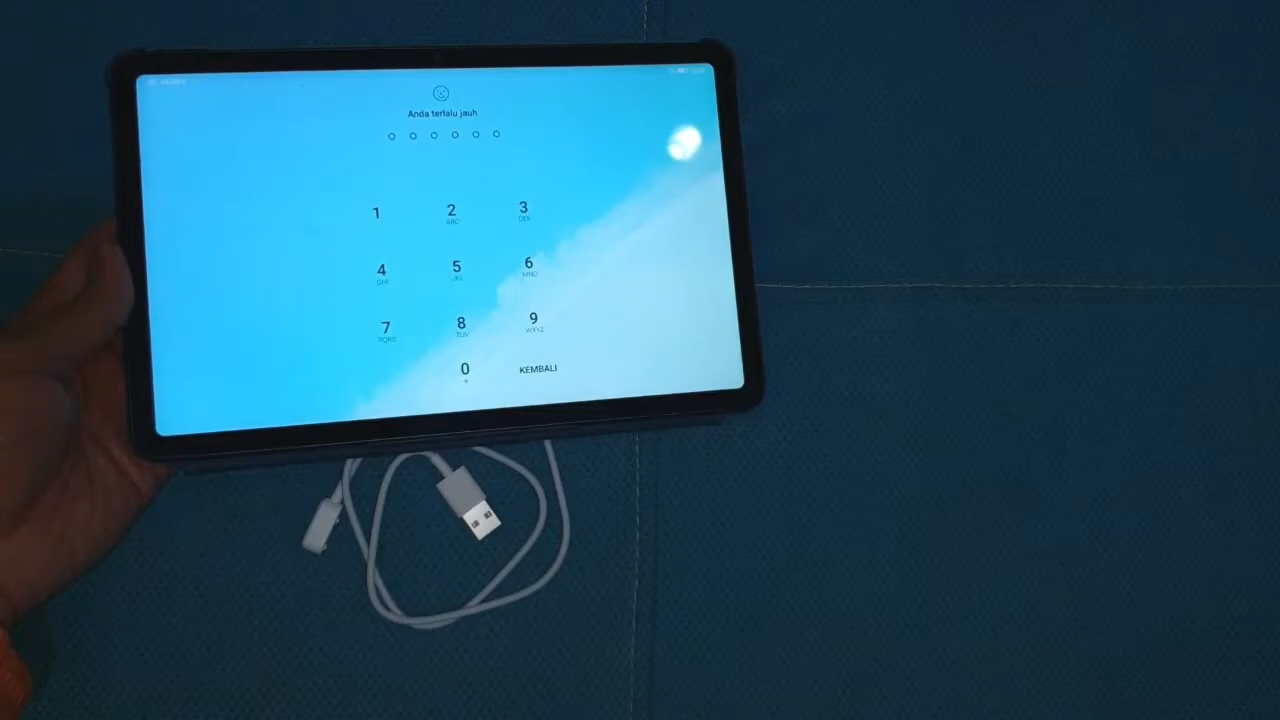 Anda terlalu jauh
1 2 3
ABC DEF
4 5 6
GHI JKL MNO
7 8 9
PQRS TUV WXYZ
0 KEMBALI
+